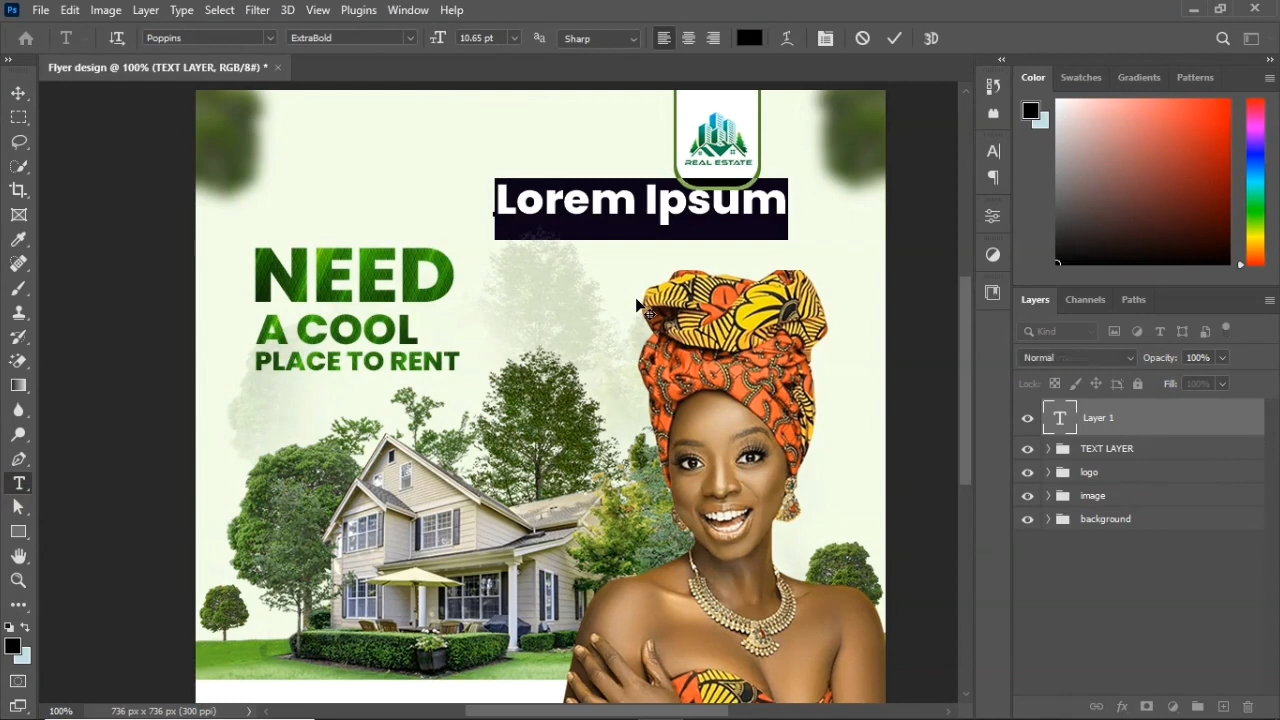 Ps File Edit Image Layer Type Select Filter 3D View Plugins Window Help
T Poppins ExtraBold 10.65 pt Sharp 3D
Flyer design @ 100% (TEXT LAYER, RGB/8#) *
REAL ESTATE
Lorem Ipsum
NEED
A COOL
PLACE TO RENT
Color Swatches Gradients Patterns
Layers Channels Paths
Kind
Normal Opacity: 100%
Lock: Fill: 100%
Layer 1
TEXT LAYER
logo
image
background
100% 736 px x 736 px (300 ppi)